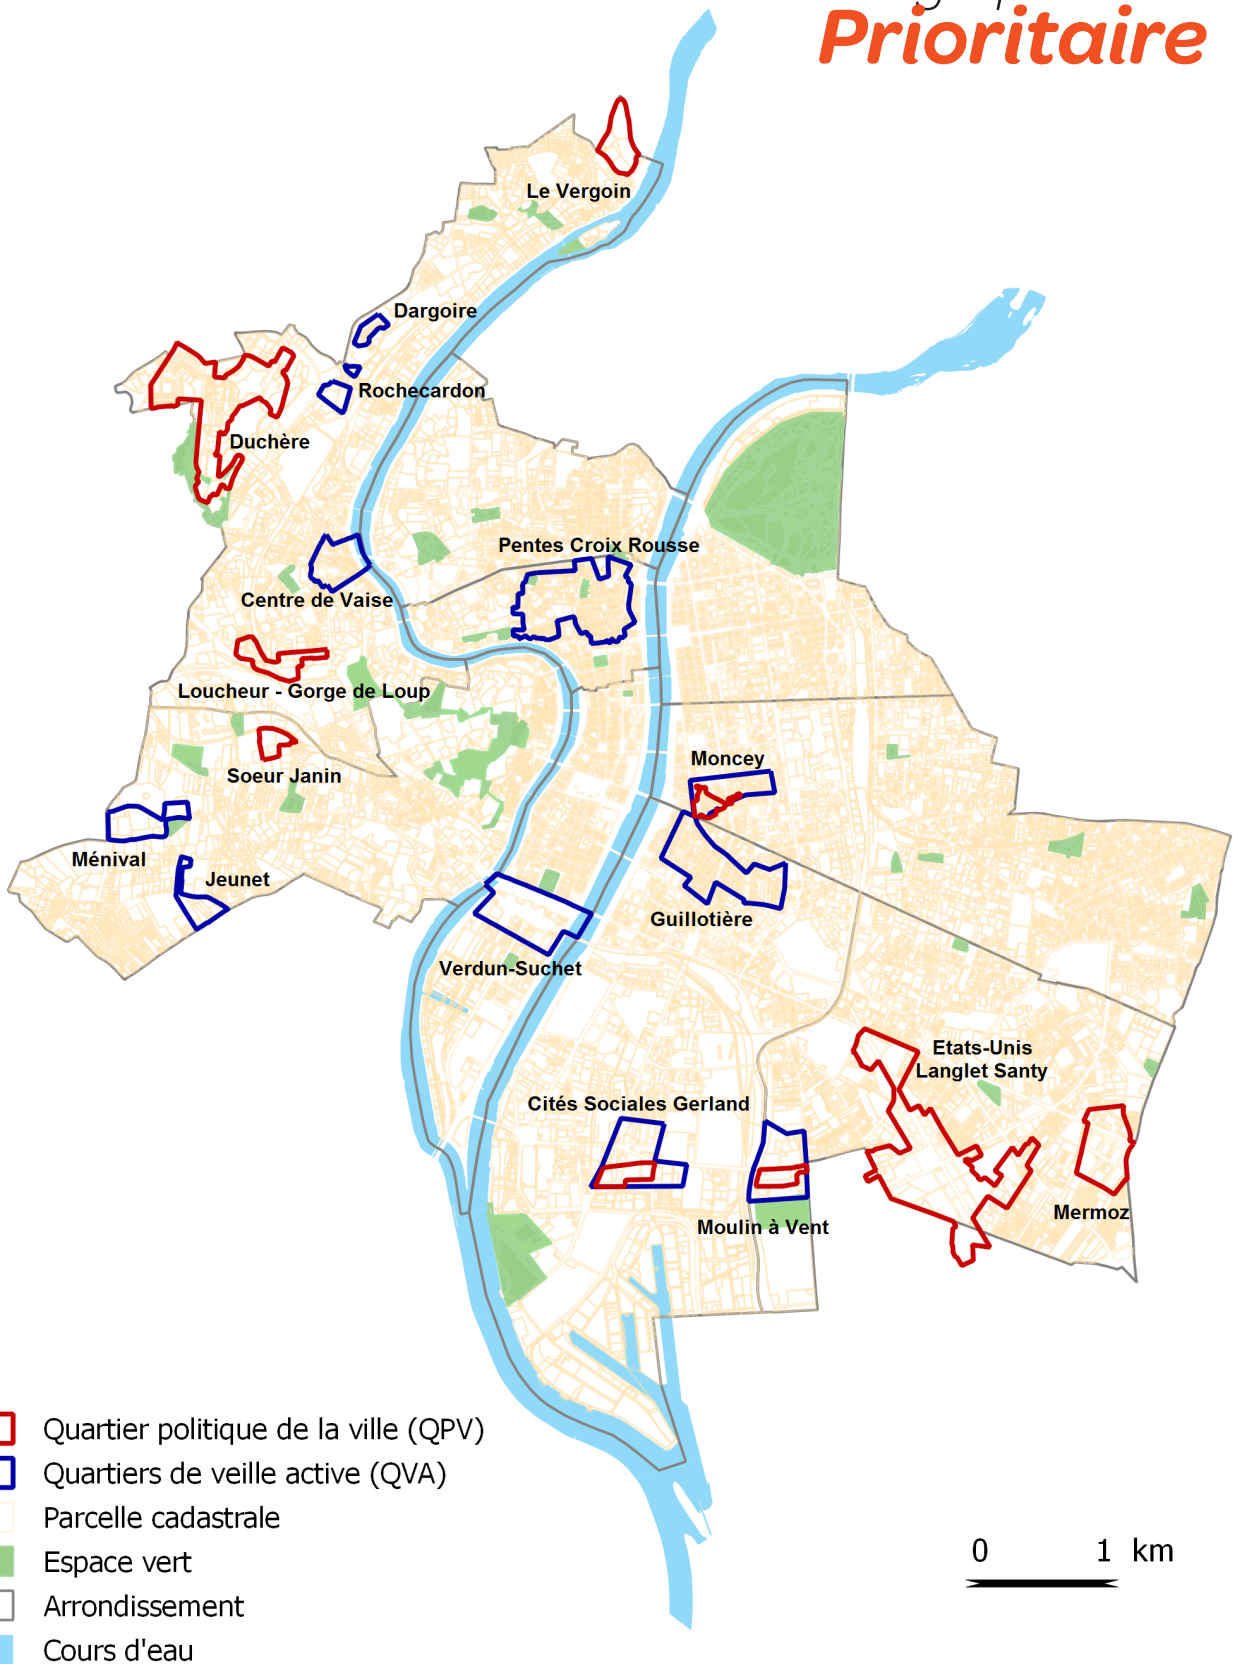 Prioritaire
Le Vergoin
Dargoire
Rochecardon
Duchère
Pentes Croix Rousse
Centre de Vaise
Loucheur - Gorge de Loup
Moncey
Soeur Janin
Ménival
Jeunet
Guillotière
Verdun-Suchet
Etats-Unis
Langlet Santy
Cités Sociales Gerland
Mermoz
Moulin à Vent
Quartier politique de la ville (QPV)
Quartiers de veille active (QVA)
Parcelle cadastrale
Espace vert
Arrondissement
Cours d'eau
0 1 km